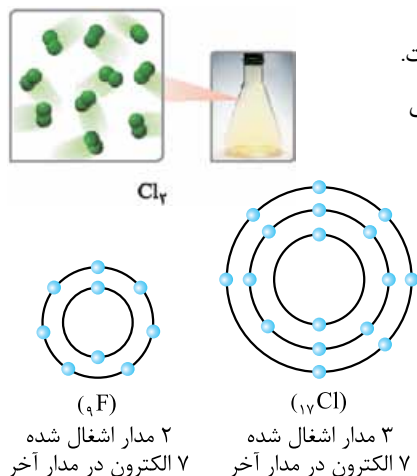 ت.
ی
Cl۲
(۹F)
۲ مدار اشغال شده
۷ الکترون در مدار آخر
(۱۷Cl)
۳ مدار اشغال شده
۷ الکترون در مدار آخر